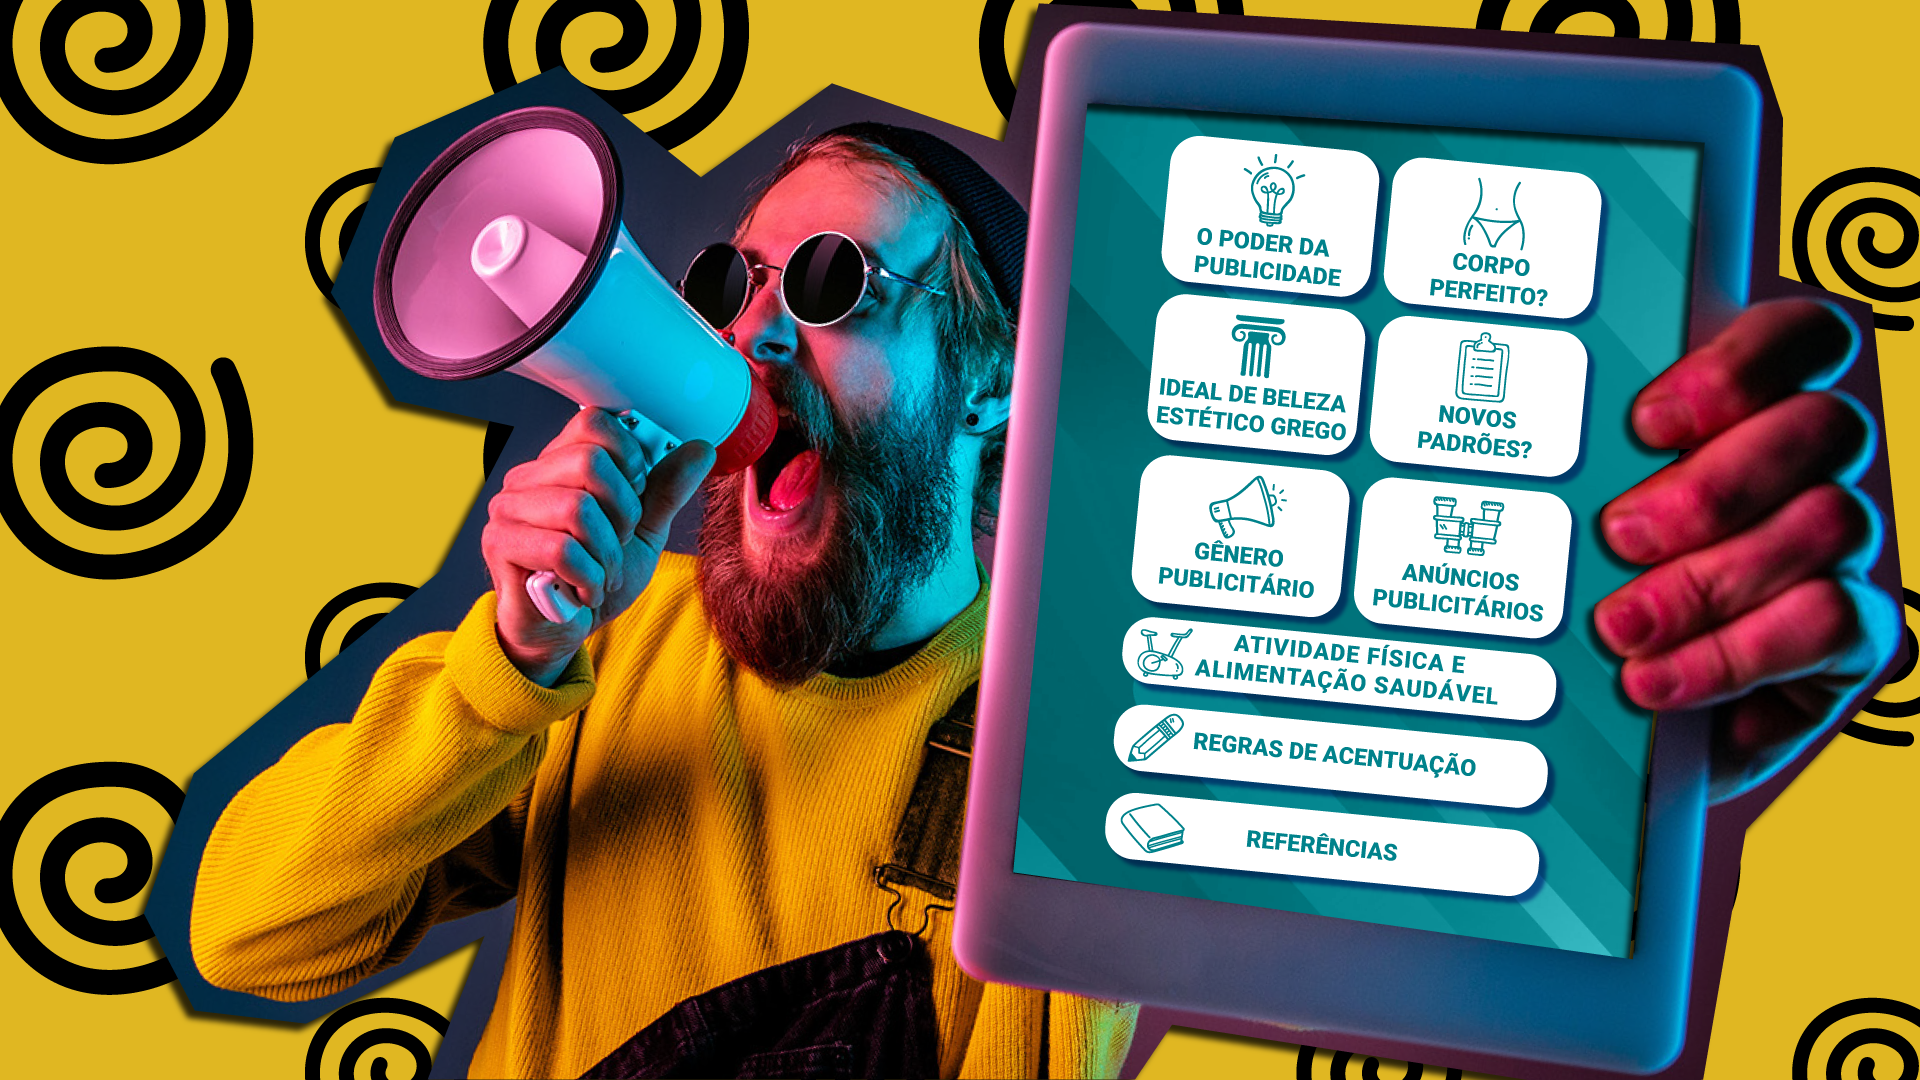 O PODER DA
PUBLICIDADE
CORPO
PERFEITO?
IDEAL DE BELEZA
ESTÉTICO GREGO
NOVOS
PADRÕES?
GÊNERO
PUBLICITÁRIO
ANÚNCIOS
PUBLICITÁRIOS
ATIVIDADE FÍSICA E
ALIMENTAÇÃO SAUDÁVEL
REGRAS DE ACENTUAÇÃO
REFERÊNCIAS